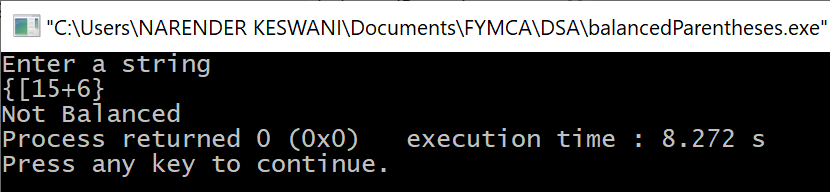 "C:\Users\NARENDER KESWANI\Documents\FYMCA\DSA\balancedParentheses.exe"
Enter a string
{[15+6}
Not Balanced
Process returned 0 (0x0)   execution time : 8.272 s
Press any key to continue.